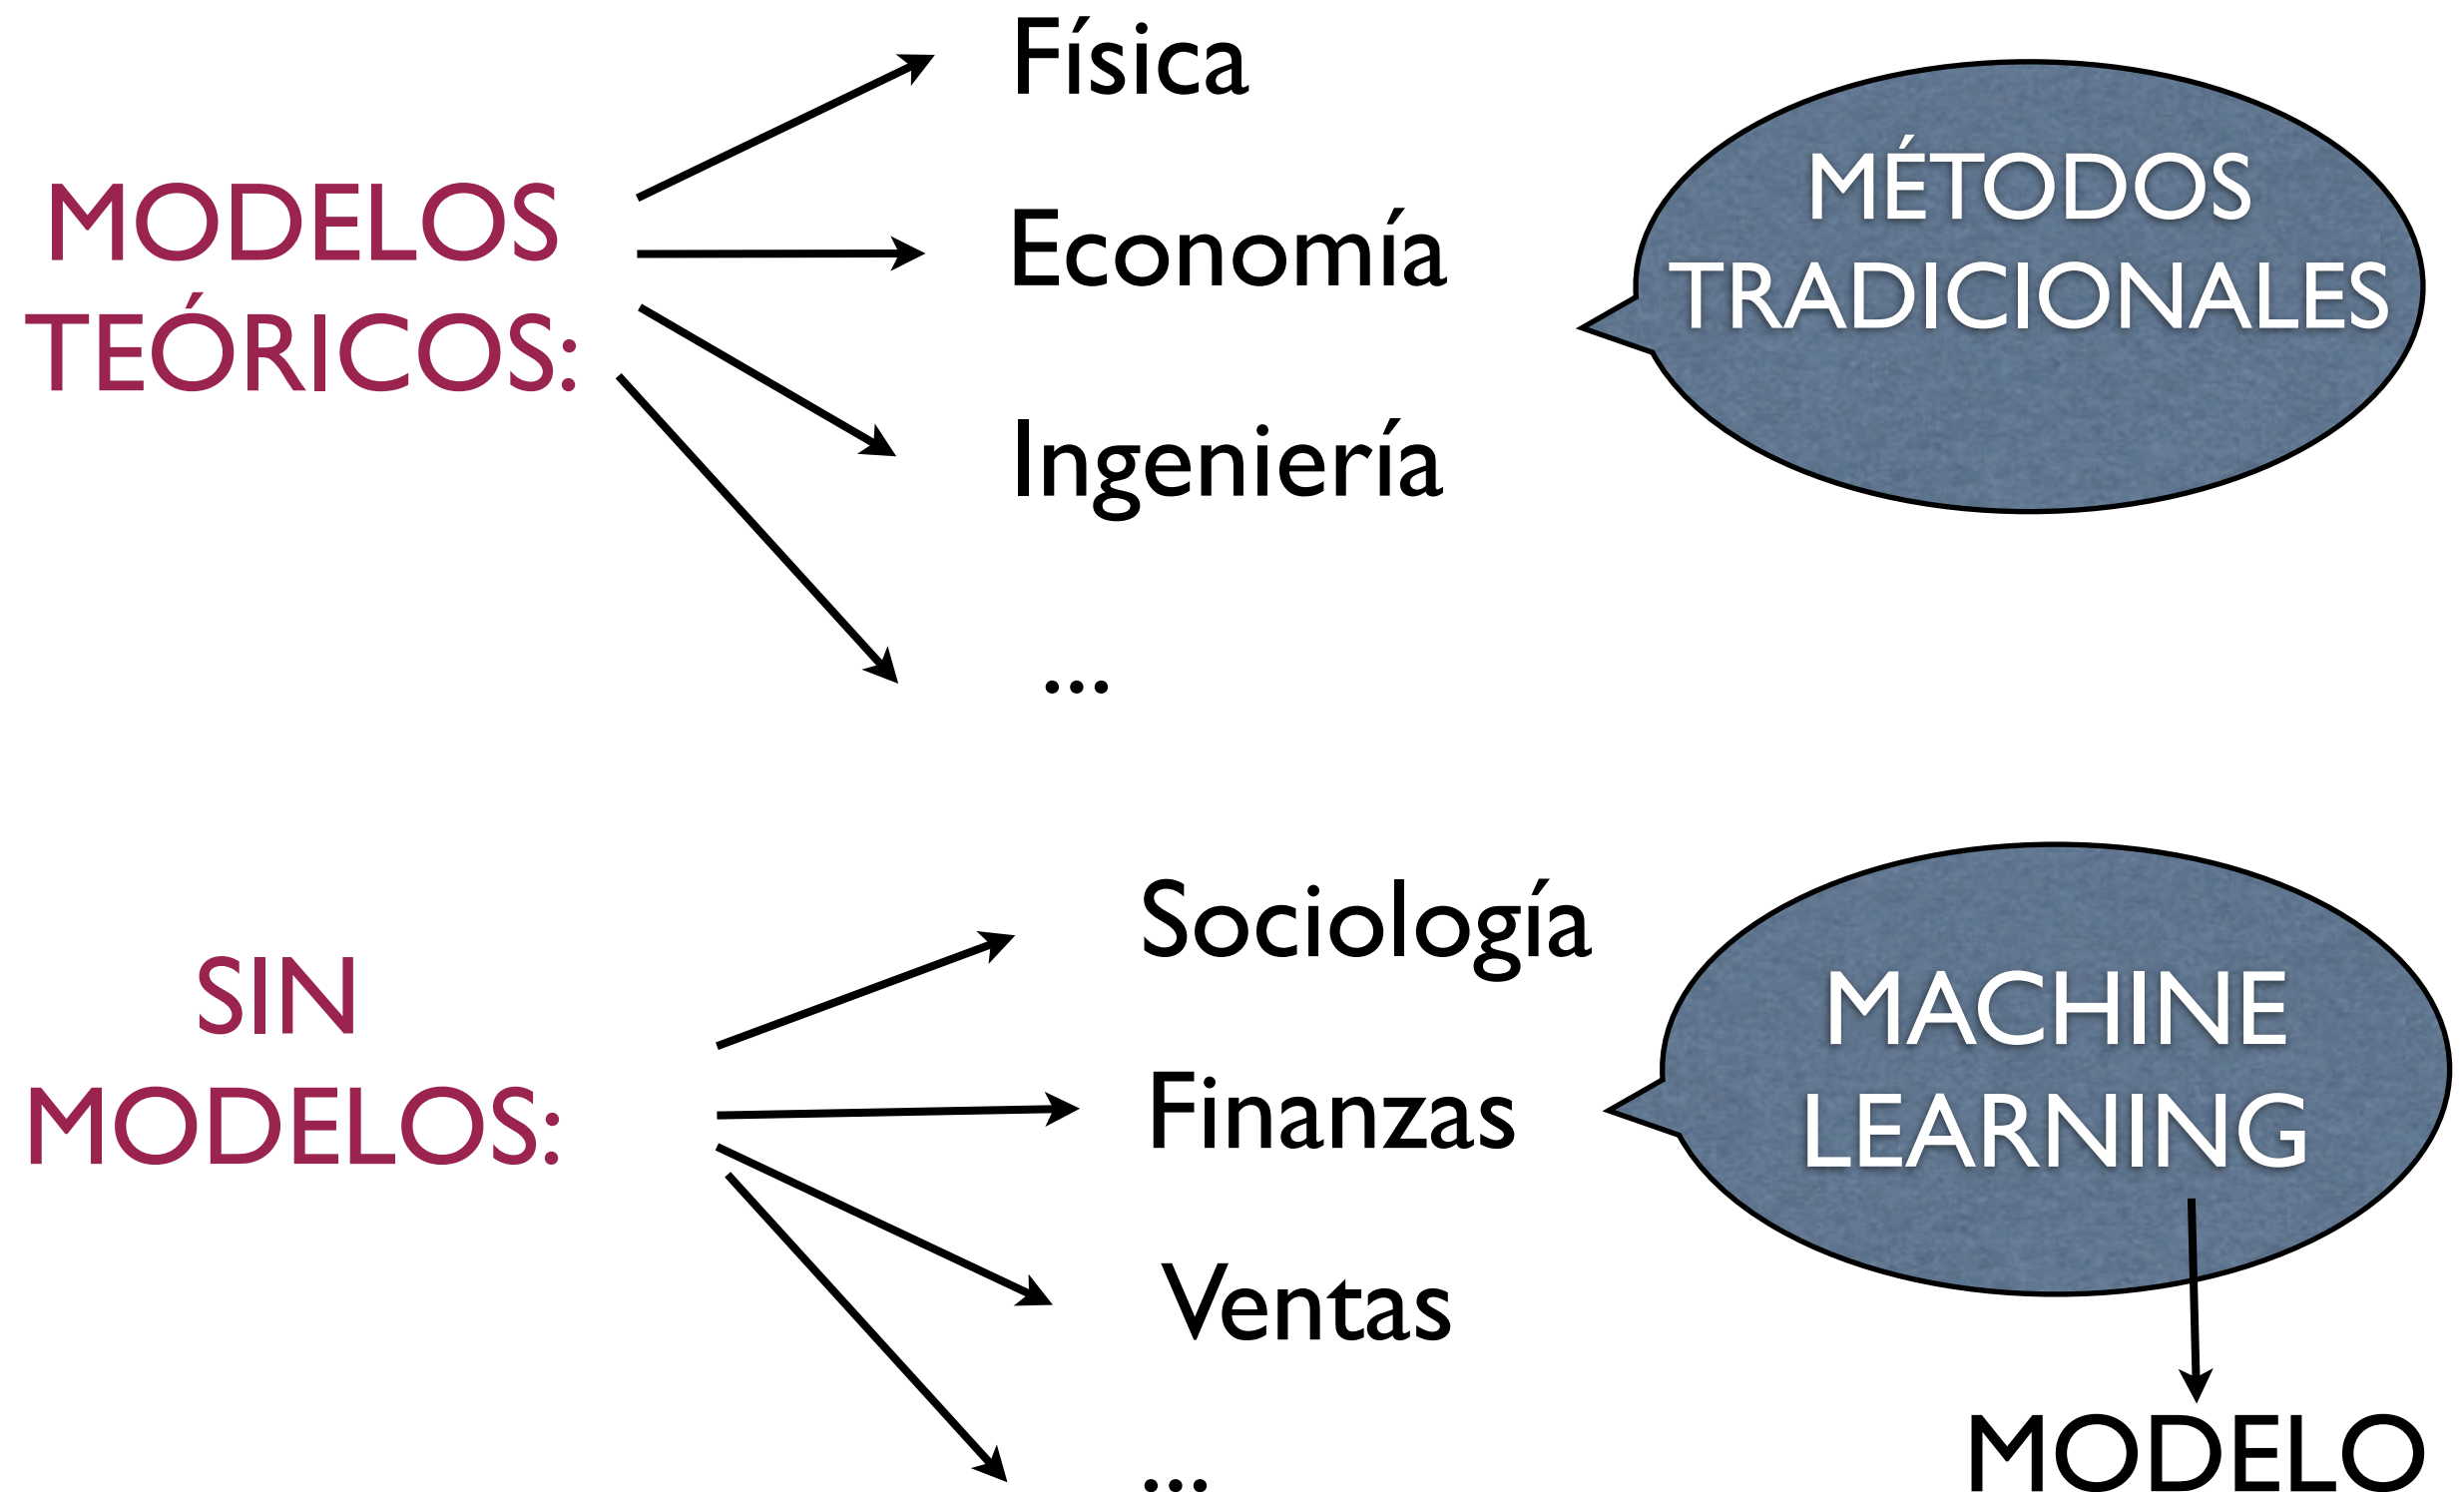 MODELOS
TEÓRICOS:
Física
Economía
Ingeniería
...
MÉTODOS
TRADICIONALES
SIN
MODELOS:
Sociología
Finanzas
Ventas
...
MACHINE
LEARNING
MODELO